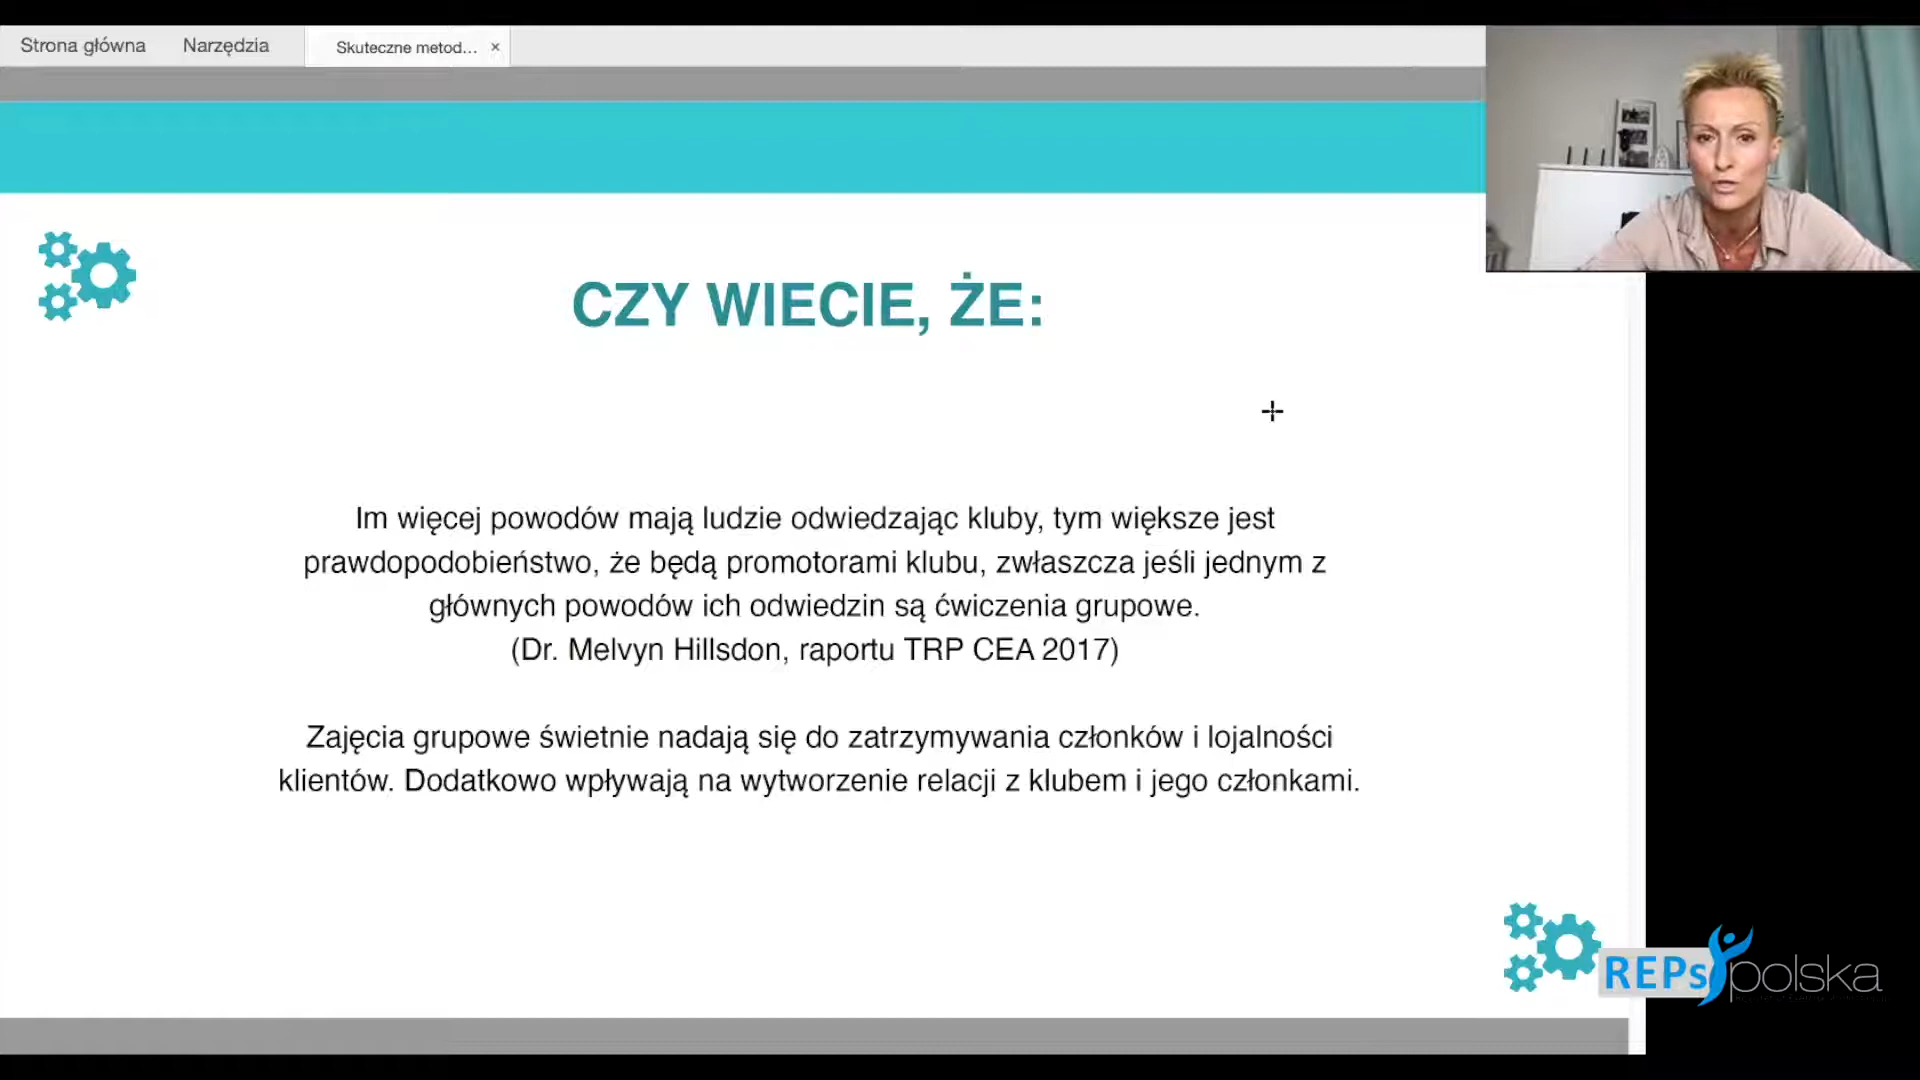 Strona główna
Narzędzia
Skuteczne metod... ×
CZY WIECIE, ŻE:
Im więcej powodów mają ludzie odwiedzając kluby, tym większe jest
prawdopodobieństwo, że będą promotorami klubu, zwłaszcza jeśli jednym z
głównych powodów ich odwiedzin są ćwiczenia grupowe.
(Dr. Melvyn Hillsdon, raportu TRP CEA 2017)
Zajęcia grupowe świetnie nadają się do zatrzymywania członków i lojalności
klientów. Dodatkowo wpływają na wytworzenie relacji z klubem i jego członkami.
REPs polska